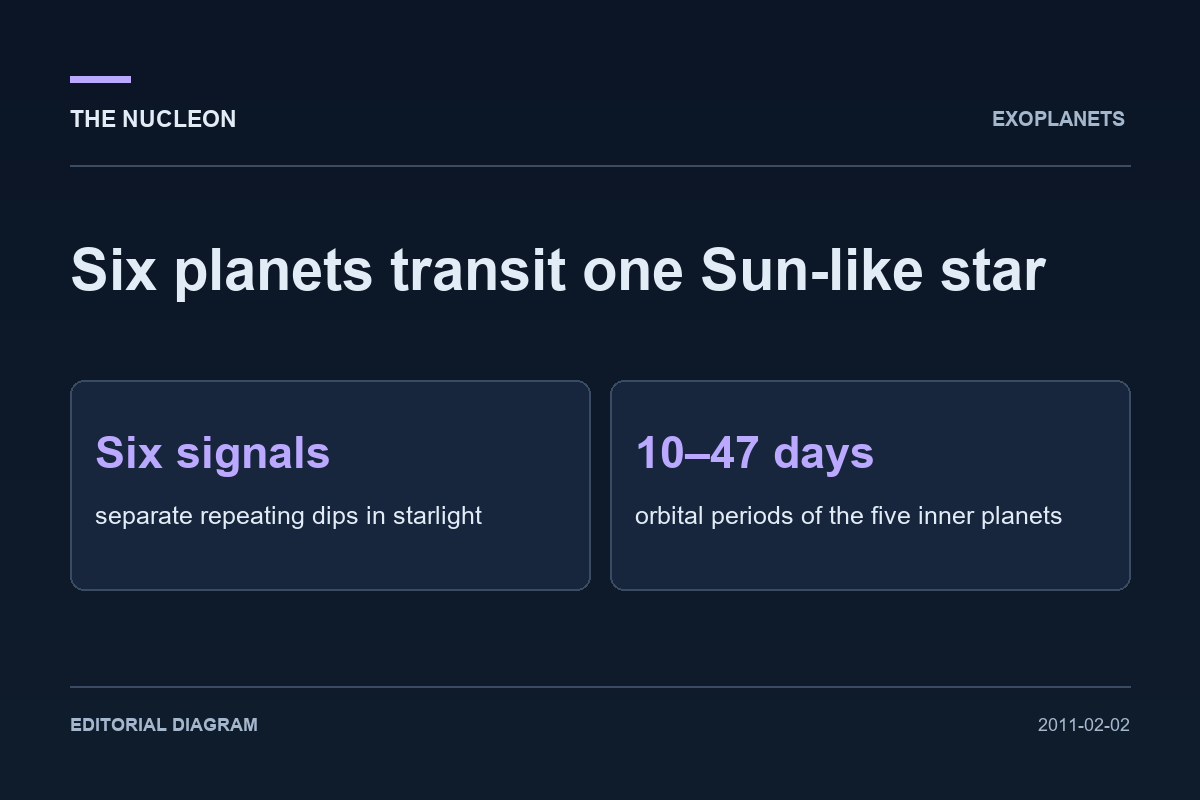 THE NUCLEON
EXOPLANETS
Six planets transit one Sun-like star
Six signals
separate repeating dips in starlight
10–47 days
orbital periods of the five inner planets
EDITORIAL DIAGRAM
2011-02-02